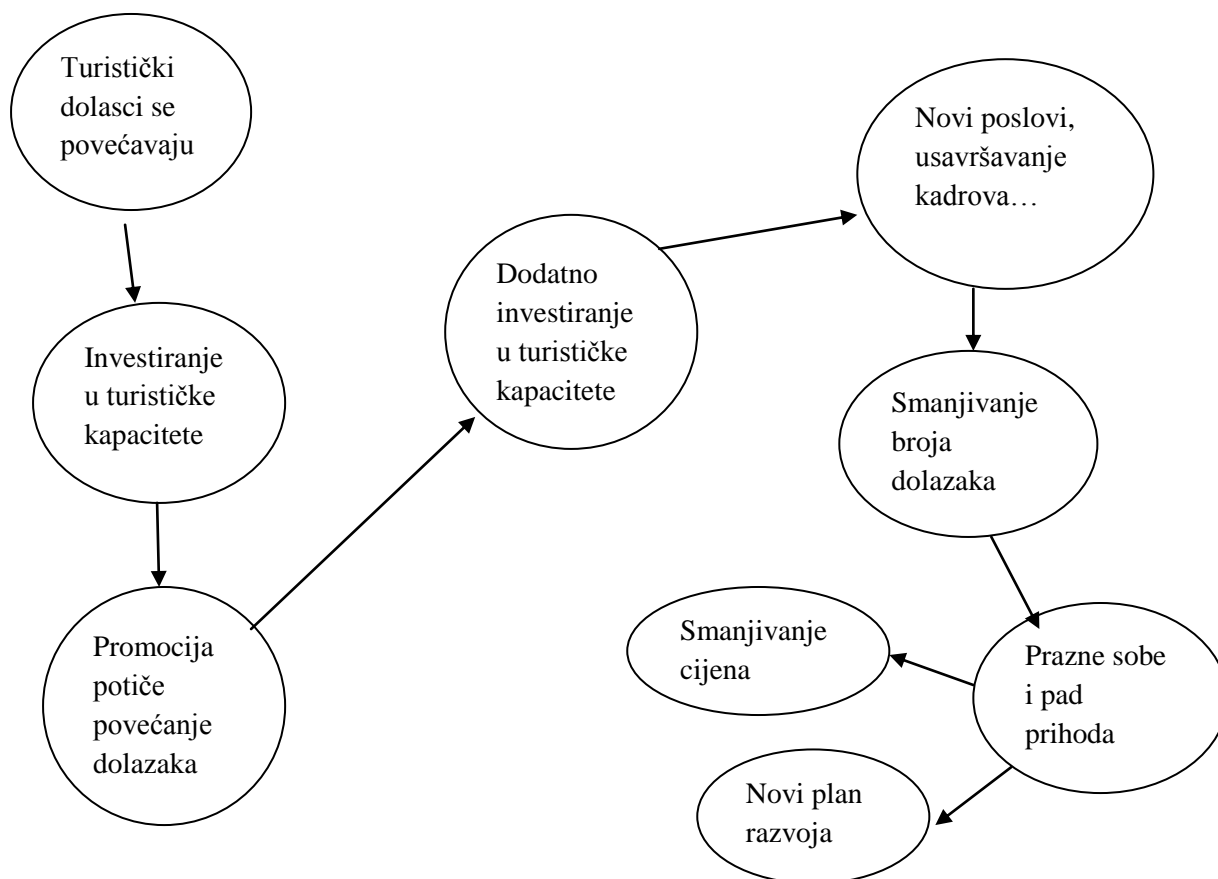 Turistički
dolasci se
povećavaju
Investiranje
u turističke
kapacitete
Promocija
potiče
povećanje
dolazaka
Dodatno
investiranje
u turističke
kapacitete
Novi poslovi,
usavršavanje
kadrova…
Smanjivanje
broja
dolazaka
Prazne sobe
i pad
prihoda
Smanjivanje
cijena
Novi plan
razvoja